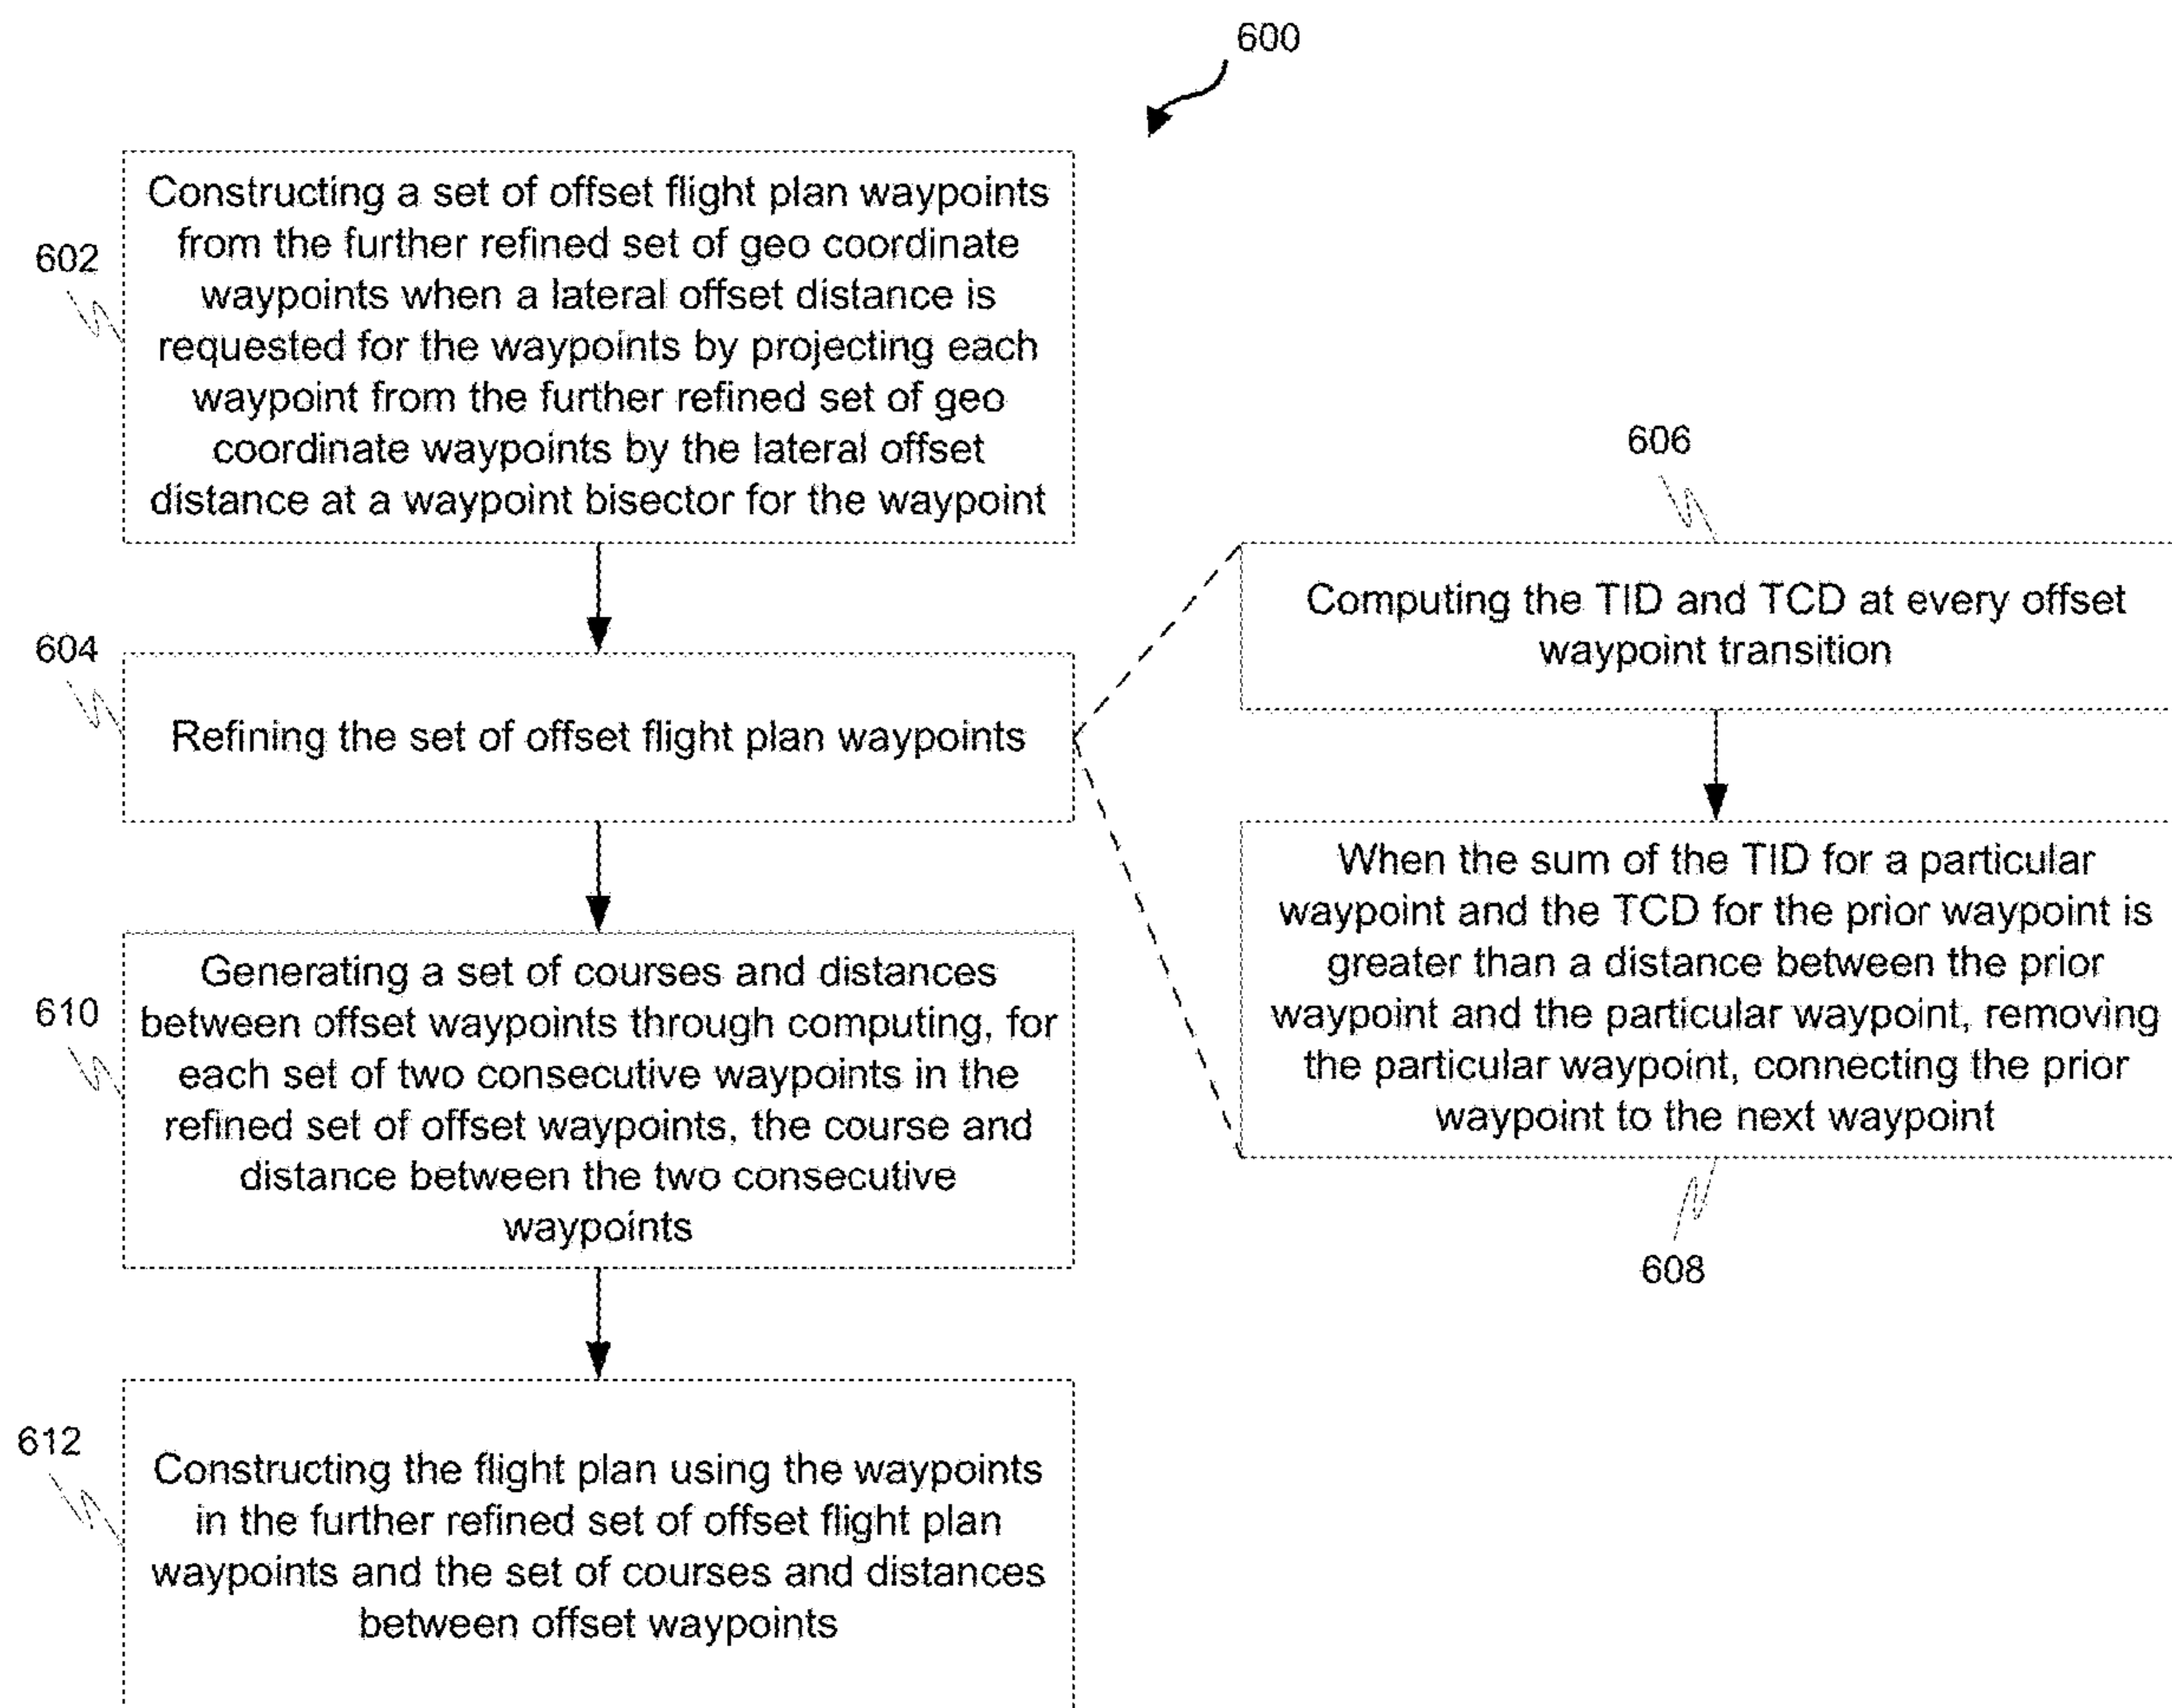 600
602
Constructing a set of offset flight plan waypoints
from the further refined set of geo coordinate
waypoints when a lateral offset distance is
requested for the waypoints by projecting each
waypoint from the further refined set of geo
coordinate waypoints by the lateral offset
distance at a waypoint bisector for the waypoint
604
Refining the set of offset flight plan waypoints
606
Computing the TID and TCD at every offset
waypoint transition
When the sum of the TID for a particular
waypoint and the TCD for the prior waypoint is
greater than a distance between the prior
waypoint and the particular waypoint, removing
the particular waypoint, connecting the prior
waypoint to the next waypoint
608
610
Generating a set of courses and distances
between offset waypoints through computing, for
each set of two consecutive waypoints in the
refined set of offset waypoints, the course and
distance between the two consecutive
waypoints
612
Constructing the flight plan using the waypoints
in the further refined set of offset flight plan
waypoints and the set of courses and distances
between offset waypoints